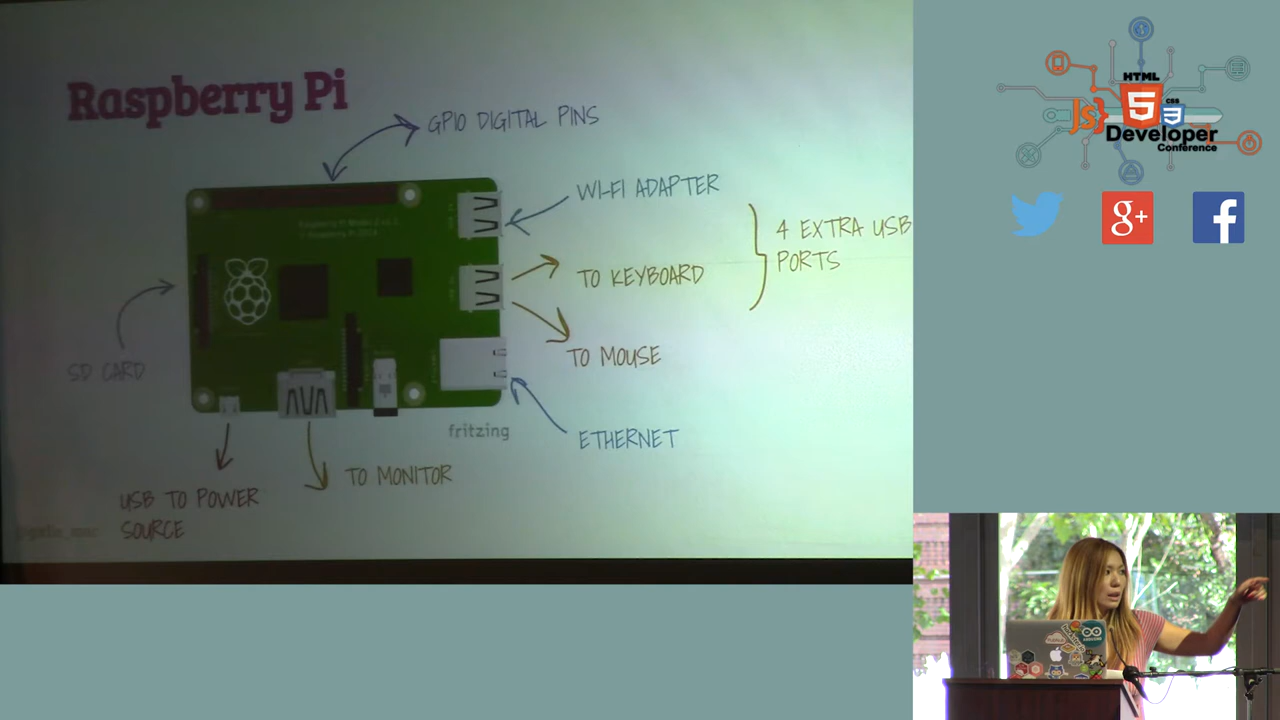 Raspberry Pi
GPIO DIGITAL PINS
WI-FI ADAPTER
4 EXTRA USB
PORTS
TO KEYBOARD
TO MOUSE
SD CARD
ETHERNET
fritzing
TO MONITOR
USB TO POWER
SOURCE
HTML
5
CSS
3
JS}
Developer
Conference
g+
f